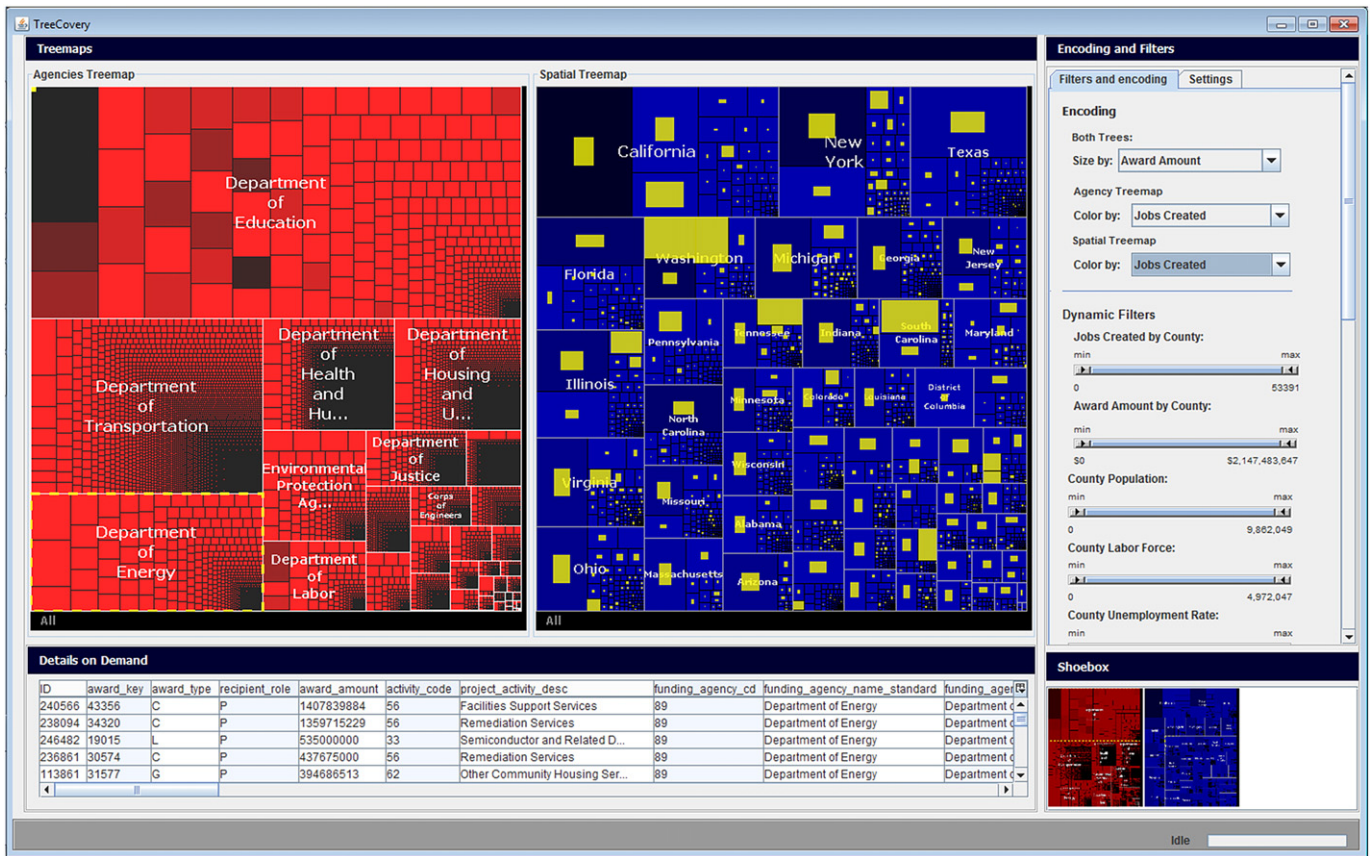 TreeCovery
Treemaps
Agencies Treemap
Department
of
Education
Department
of
Transportation
Department
of
Health
and
Hu...
Department
of
Housing
and
U...
Environmental
Protection
Ag...
Department
of
Justice
Corps
of
Engineers
Department
of
Energy
Department
of
Labor
All
Spatial Treemap
California
New
York
Texas
Florida
Washington
Michigan
Georgia
New
Jersey
Illinois
Pennsylvania
Tennessee
Indiana
South
Carolina
Maryland
North
Carolina
Minnesota
Colorado
Louisiana
District
of
Columbia
Virginia
Missouri
Wisconsin
Alabama
Ohio
Massachusetts
Arizona
All
Encoding and Filters
Filters and encoding Settings
Encoding
Both Trees:
Size by: Award Amount
Agency Treemap
Color by: Jobs Created
Spatial Treemap
Color by: Jobs Created
Dynamic Filters
Jobs Created by County:
min max
0 53391
Award Amount by County:
min max
$0 $2,147,483,647
County Population:
min max
0 9,862,049
County Labor Force:
min max
0 4,972,047
County Unemployment Rate:
min max
Details on Demand
ID award_key award_type recipient_role award_amount activity_code project_activity_desc funding_agency_cd funding_agency_name_standard funding_agen
240566 43356 C P 1407839884 56 Facilities Support Services 89 Department of Energy Department o
238094 34320 C P 1359715229 56 Remediation Services 89 Department of Energy Department o
246482 19015 L P 535000000 33 Semiconductor and Related D... 89 Department of Energy Department o
236861 30574 C P 437675000 56 Remediation Services 89 Department of Energy Department o
113861 31577 G P 394686513 62 Other Community Housing Ser... 89 Department of Energy Department o
Shoebox
Idle